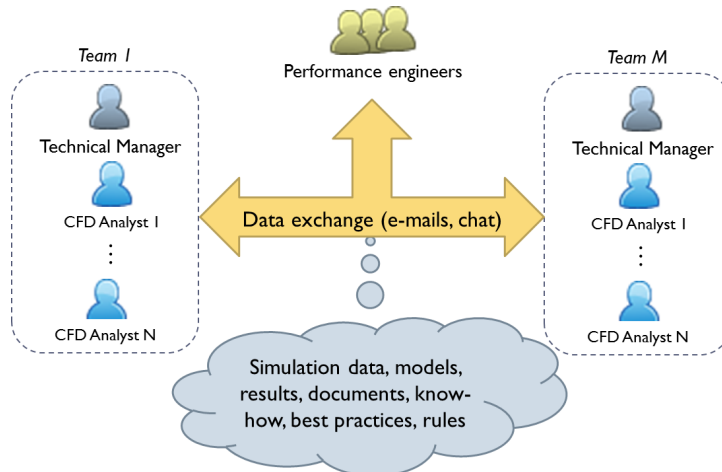 Team 1
Technical Manager
CFD Analyst 1
CFD Analyst N
Performance engineers
Data exchange (e-mails, chat)
Simulation data, models,
results, documents, know-
how, best practices, rules
Team M
Technical Manager
CFD Analyst 1
CFD Analyst N